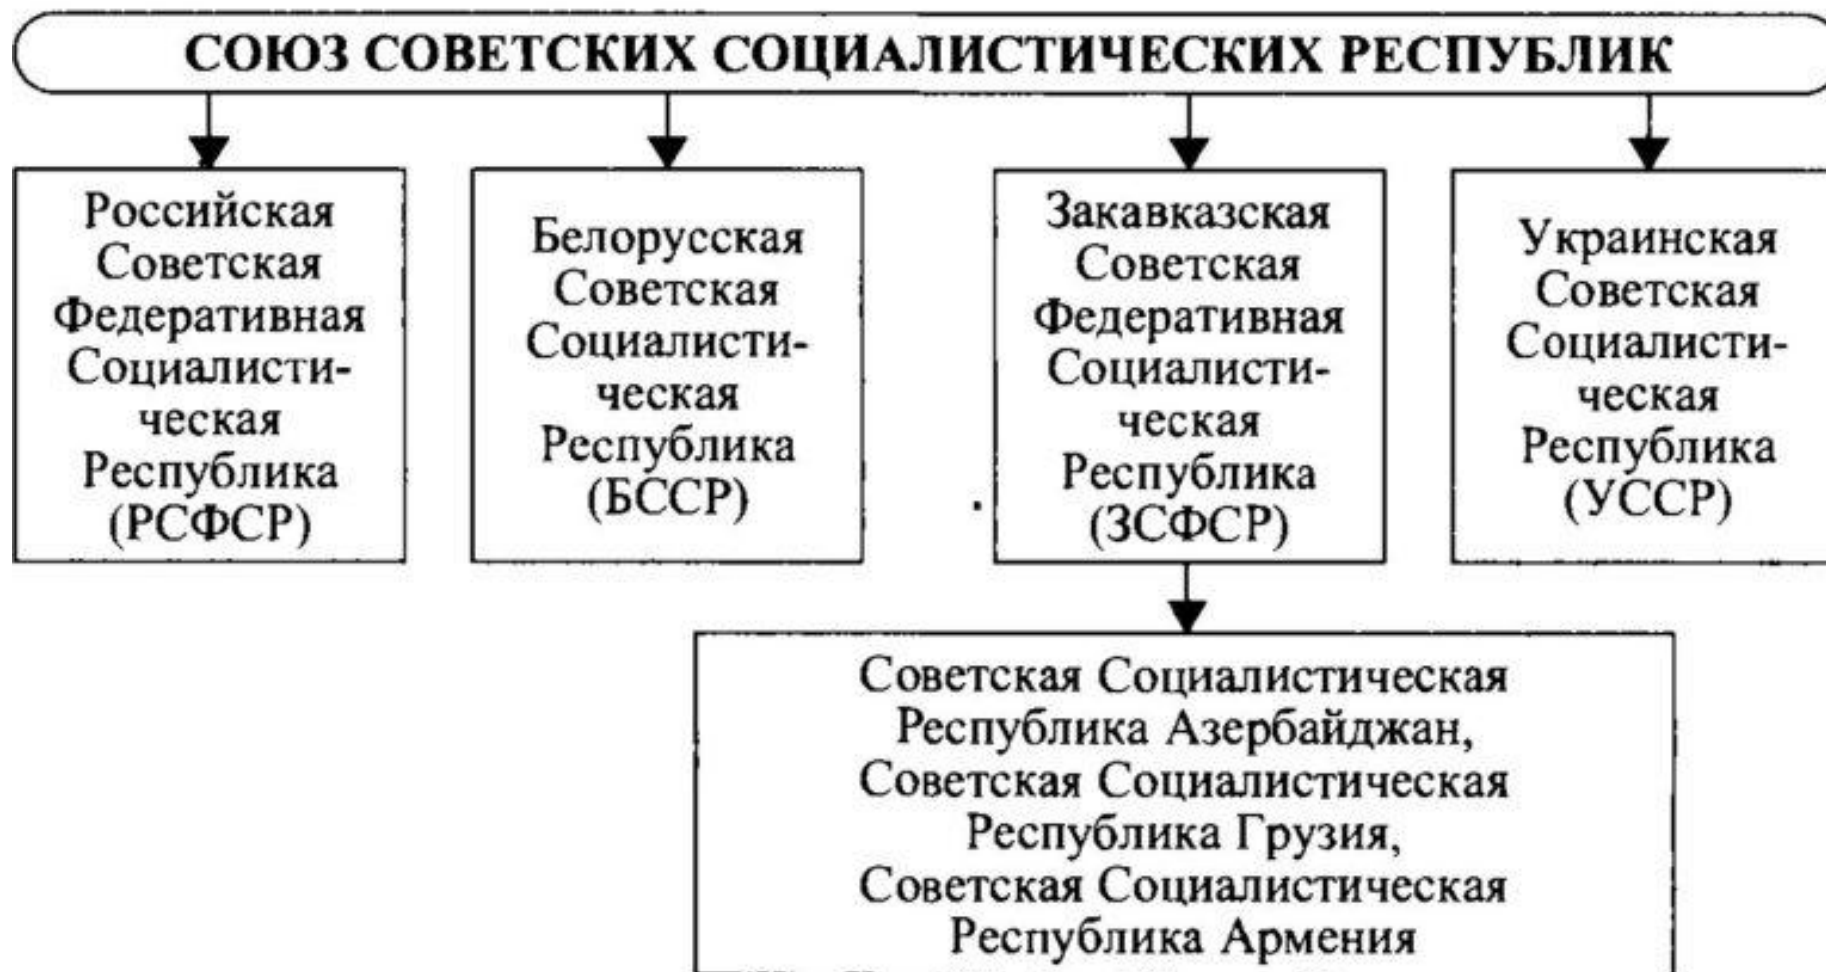 СОЮЗ СОВЕТСКИХ СОЦИАЛИСТИЧЕСКИХ РЕСПУБЛИК
Российская
Советская
Федеративная
Социалисти-
ческая
Республика
(РСФСР)
Белорусская
Советская
Социалисти-
ческая
Республика
(БССР)
Закавказская
Советская
Федеративная
Социалисти-
ческая
Республика
(ЗСФСР)
Украинская
Советская
Социалисти-
ческая
Республика
(УССР)
Советская Социалистическая
Республика Азербайджан,
Советская Социалистическая
Республика Грузия,
Советская Социалистическая
Республика Армения